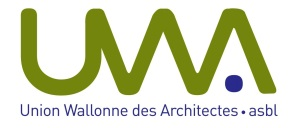 UWA
Union Wallonne des Architectes • asbl